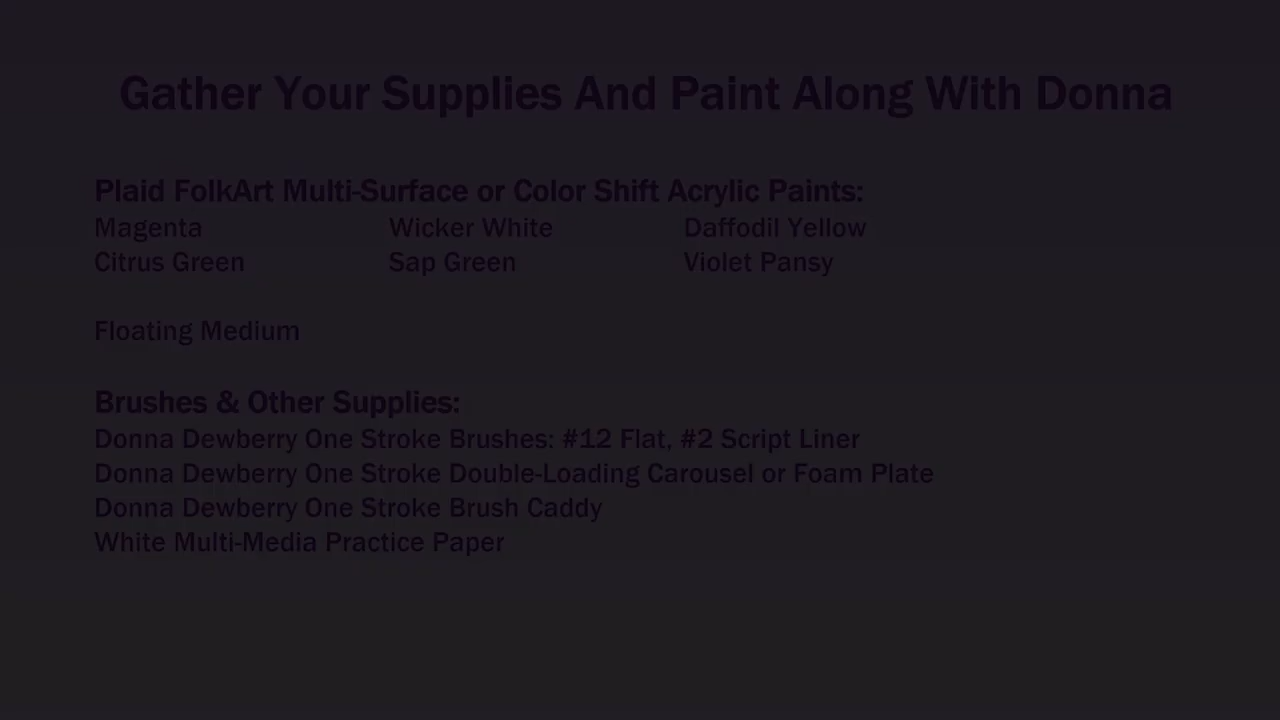 Gather Your Supplies And Paint Along With Donna
Plaid FolkArt Multi-Surface or Color Shift Acrylic Paints:
Magenta Wicker White Daffodil Yellow
Citrus Green Sap Green Violet Pansy
Floating Medium
Brushes & Other Supplies:
Donna Dewberry One Stroke Brushes: #12 Flat, #2 Script Liner
Donna Dewberry One Stroke Double-Loading Carousel or Foam Plate
Donna Dewberry One Stroke Brush Caddy
White Multi-Media Practice Paper